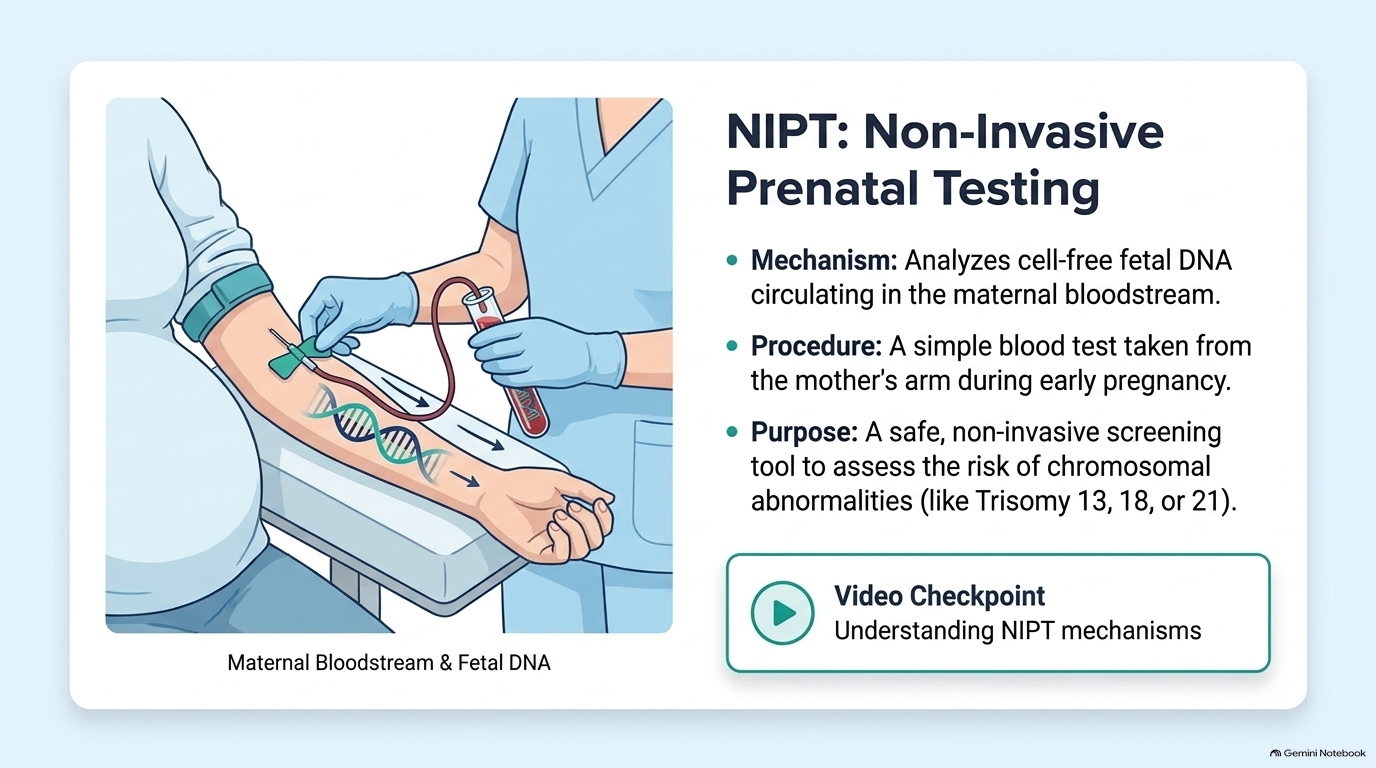 NIPT: Non-Invasive
Prenatal Testing
• Mechanism: Analyzes cell-free fetal DNA
circulating in the maternal bloodstream.
• Procedure: A simple blood test taken from
the mother's arm during early pregnancy.
• Purpose: A safe, non-invasive screening
tool to assess the risk of chromosomal
abnormalities (like Trisomy 13, 18, or 21).
Video Checkpoint
Understanding NIPT mechanisms
Maternal Bloodstream & Fetal DNA
Gemini Notebook